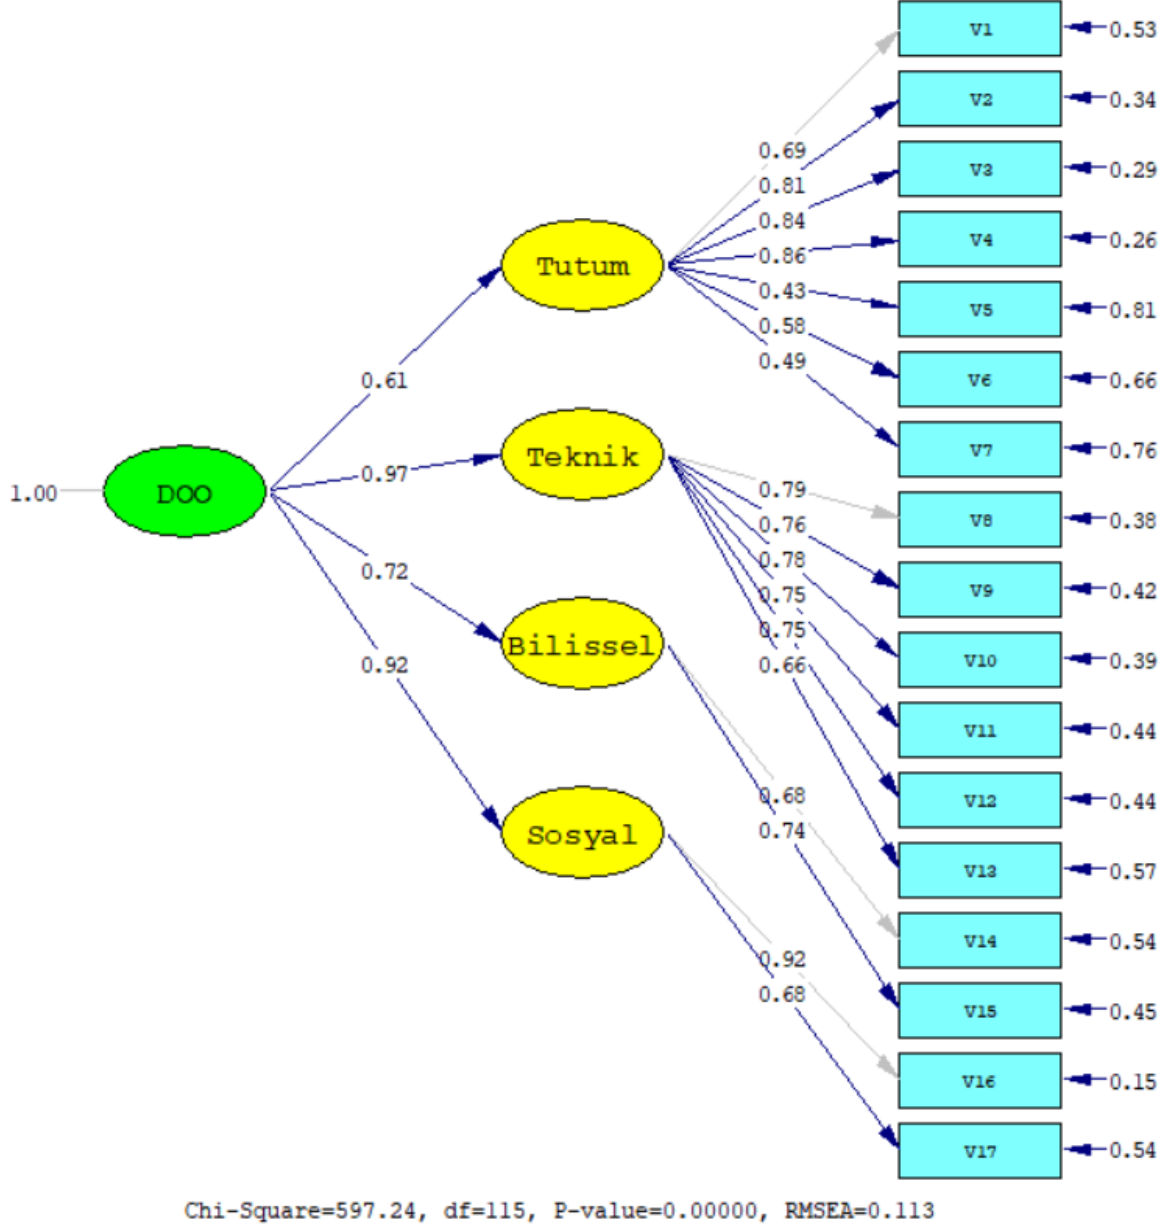 V1 0.53
V2 0.34
0.69
V3 0.29
0.81
0.84
V4 0.26
0.86
Tutum
0.43
V5 0.81
0.58
0.49
0.61
V6 0.66
V7 0.76
Teknik
0.97
0.79
1.00
DOO
V8 0.38
0.76
0.78
0.72
V9 0.42
0.75
0.75
Bilissel
0.92
0.66
V10 0.39
V11 0.44
0.68
V12 0.44
0.74
Sosyal
V13 0.57
V14 0.54
0.92
0.68
V15 0.45
V16 0.15
V17 0.54
Chi-Square=597.24, df=115, P-value=0.00000, RMSEA=0.113